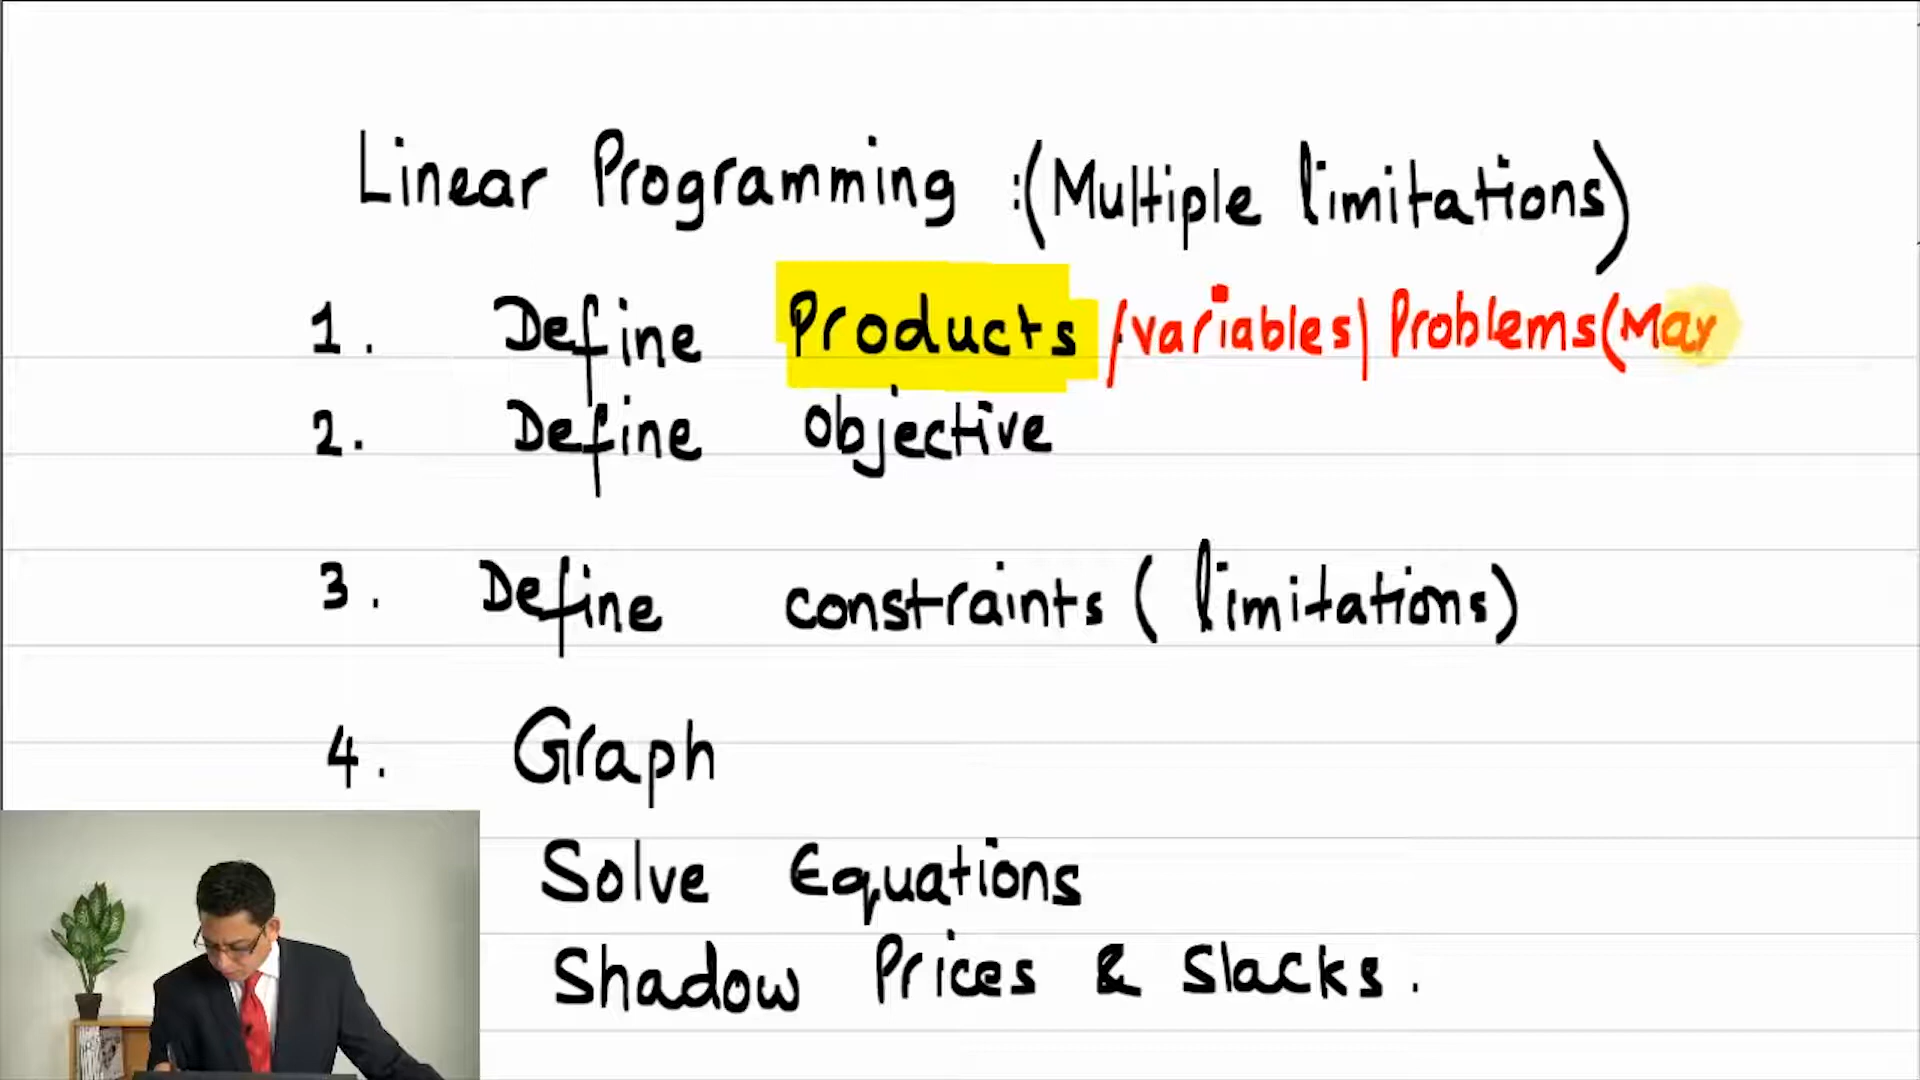 Linear Programming :(Multiple limitations)
1. Define Products /variables| Problems(May
2. Define Objective
3. Define constraints ( limitations)
4. Graph
Solve Equations
Shadow Prices & Slacks.